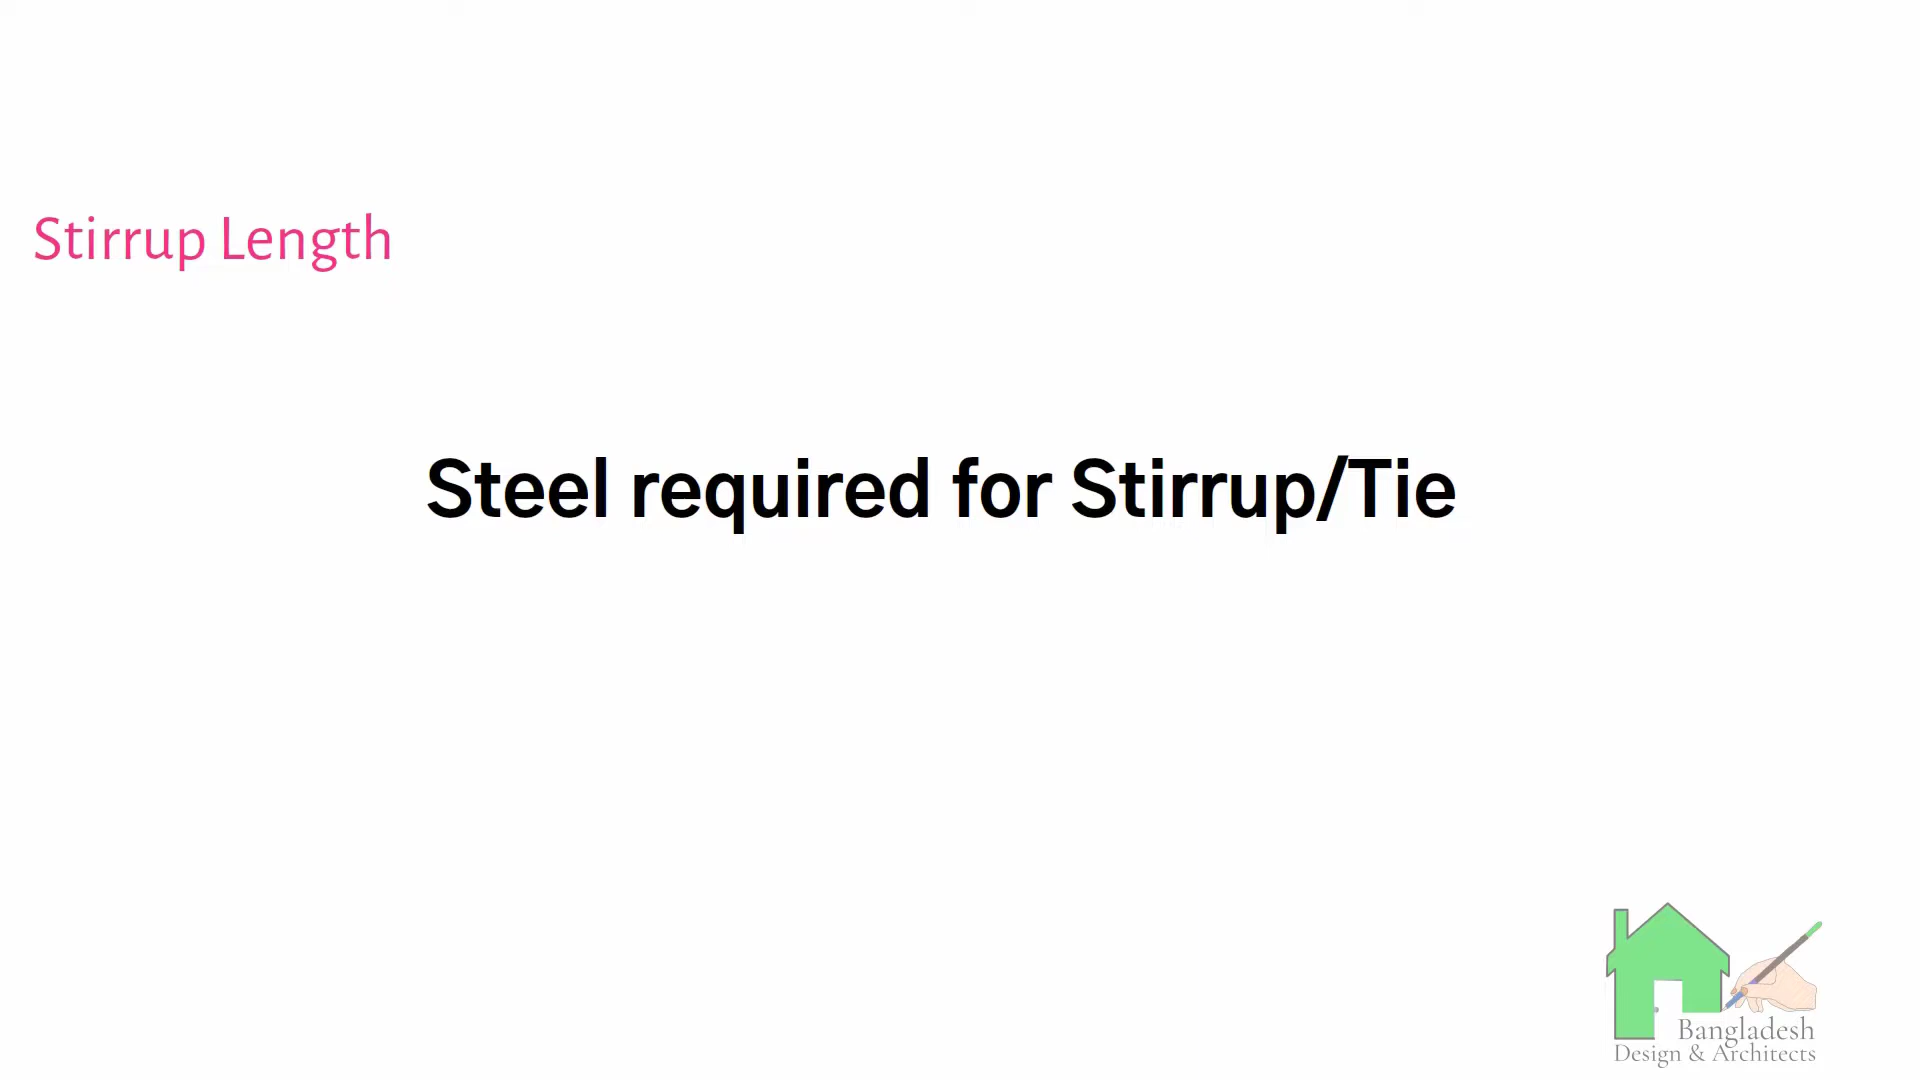 Stirrup Length
Steel required for Stirrup/Tie
Bangladesh
Design & Architects